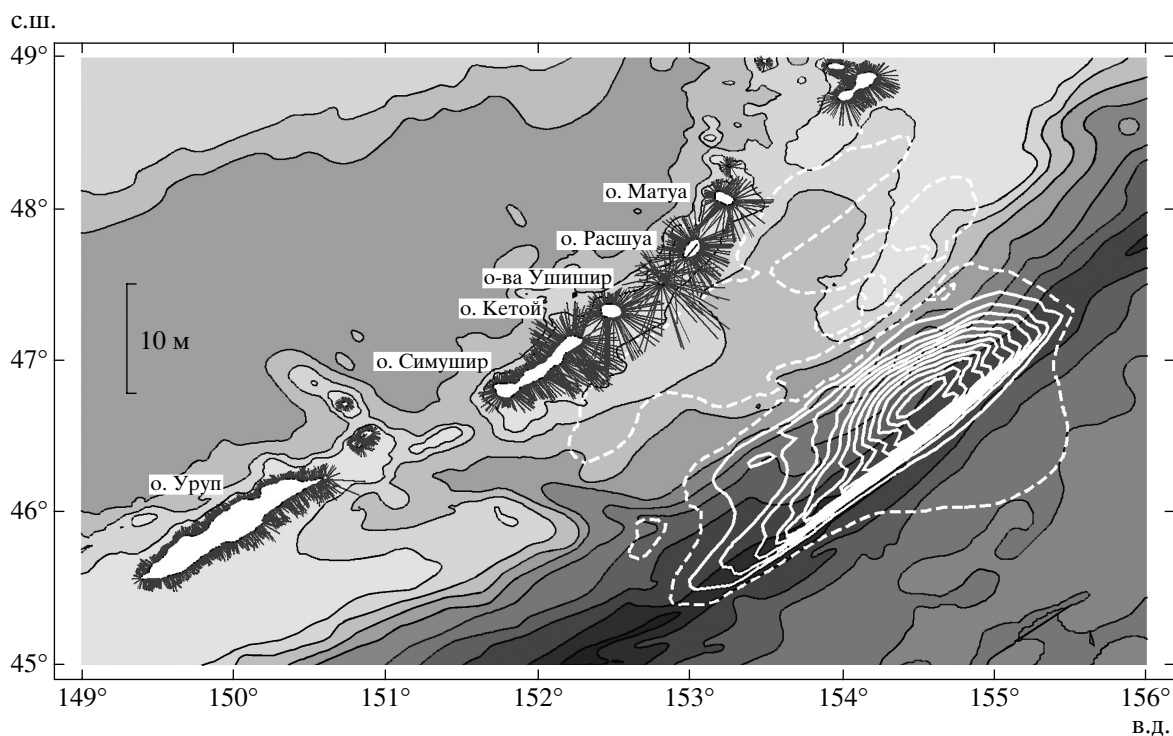 с.ш.
49°
48°
47°
46°
45°
о. Матуа
о. Расшуа
о-ва Ушишир
о. Кетой
о. Симушир
о. Уруп
10 м
149°
150°
151°
152°
153°
154°
155°
156°
в.д.